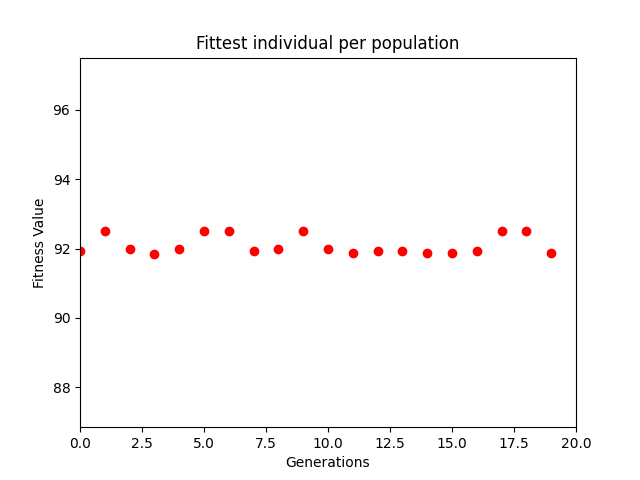 Fittest individual per population
96
94
92
90
88
Fitness Value
0.0 2.5 5.0 7.5 10.0 12.5 15.0 17.5 20.0
Generations